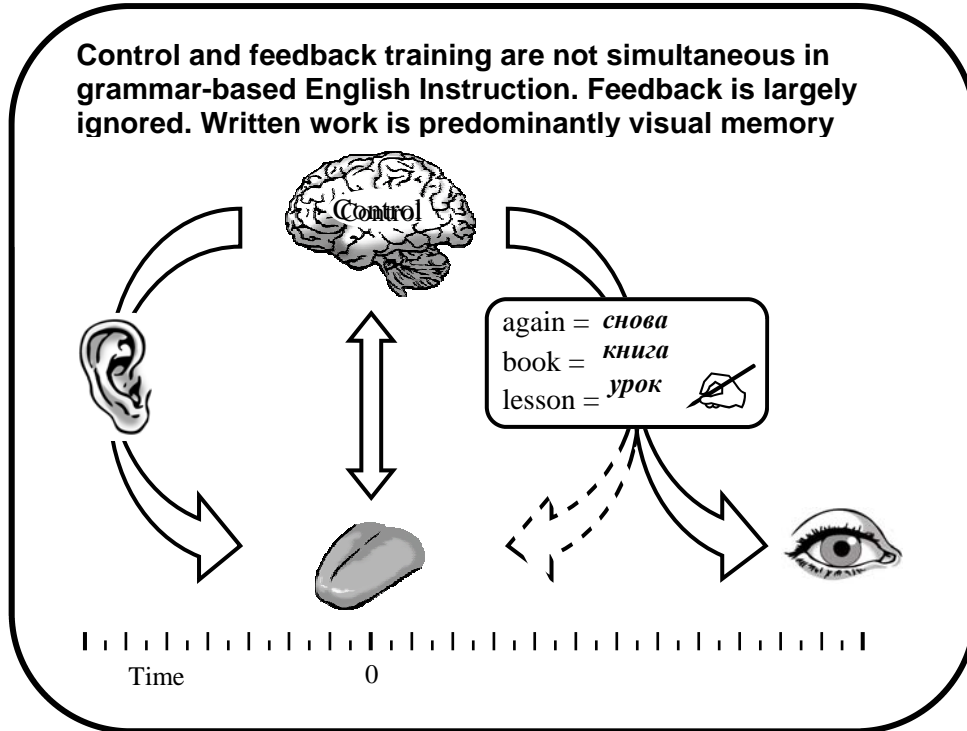 Control and feedback training are not simultaneous in
grammar-based English Instruction. Feedback is largely
ignored. Written work is predominantly visual memory
Control
Control
again = снова
book = книга
lesson = урок
Time
0